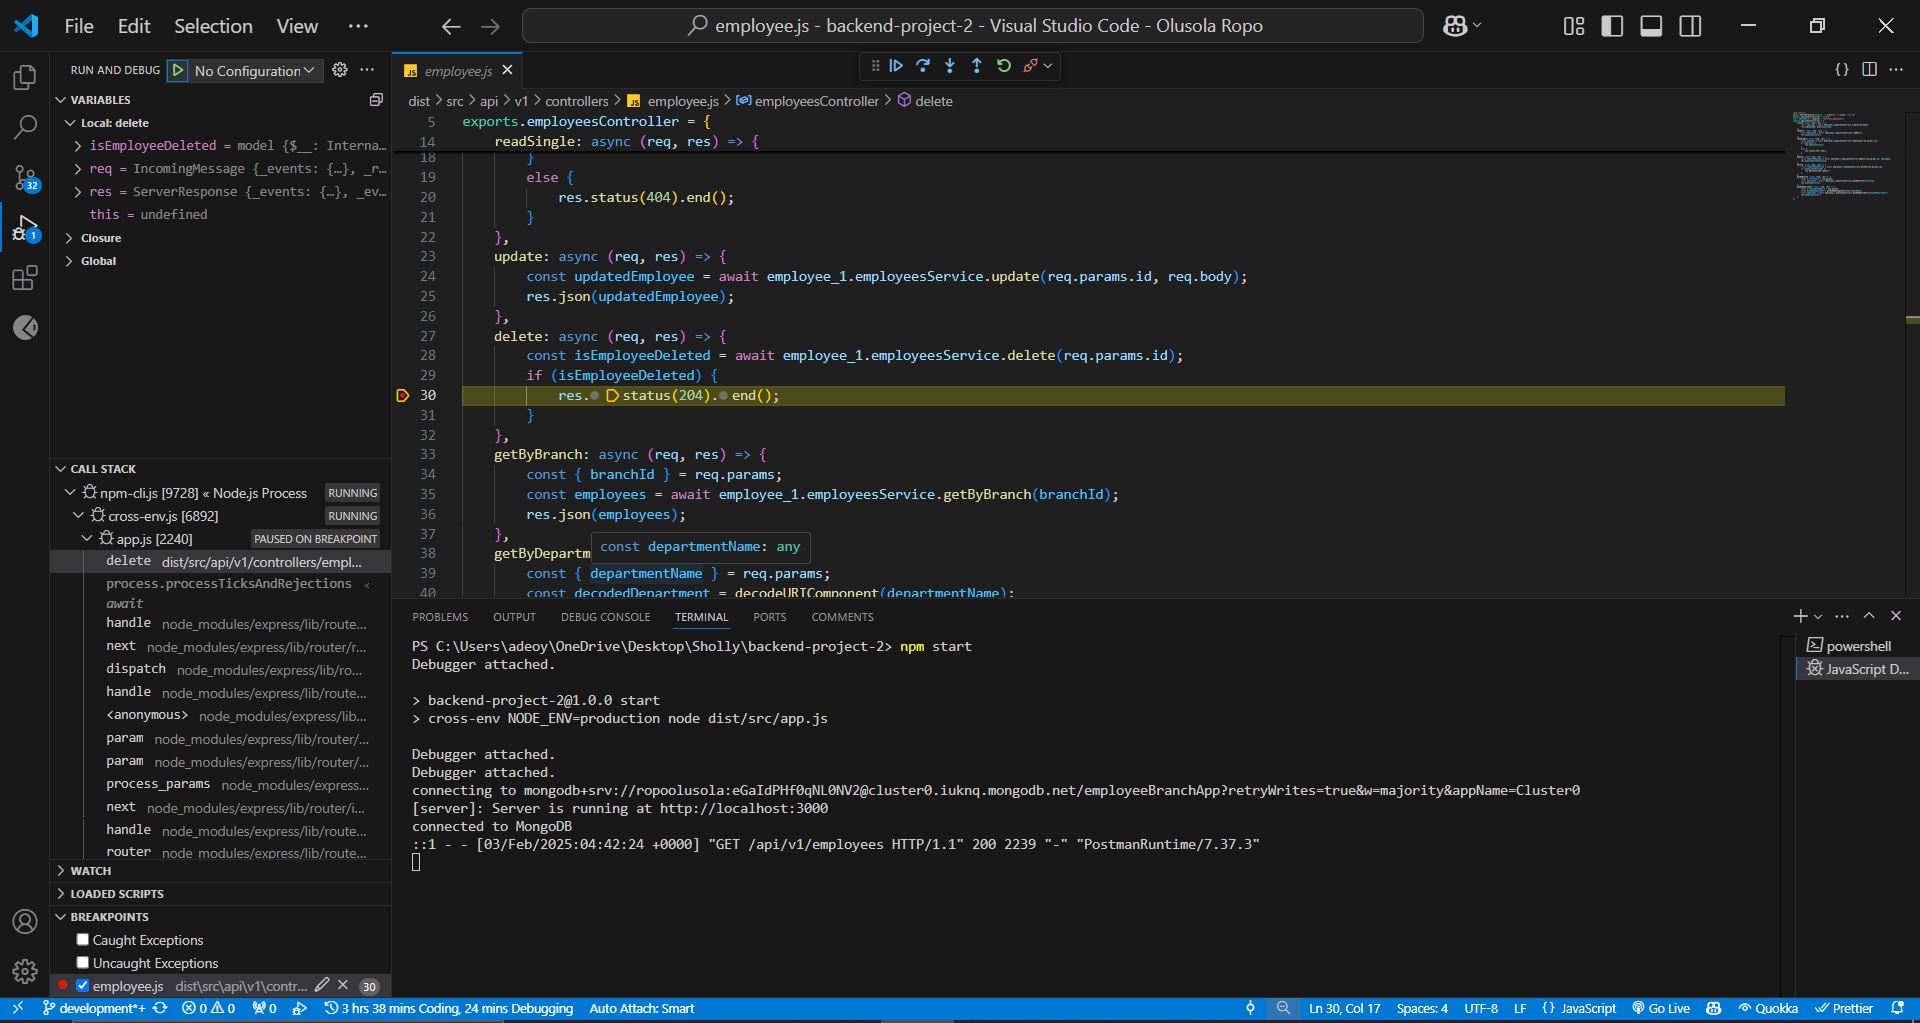 File Edit Selection View ···
employee.js - backend-project-2 - Visual Studio Code - Olusola Ropo
RUN AND DEBUG No Configuration ···
employee.js
dist > src > api > v1 > controllers > JS employee.js > employeesController > delete
VARIABLES
Local: delete
isEmployeeDeleted = model {$__: Interna...
req = IncomingMessage {_events: {…}, _r...
res = ServerResponse {_events: {…}, _ev...
this = undefined
Closure
Global
5 exports.employeesController = {
14 readSingle: async (req, res) => {
18 }
19 else {
20 res.status(404).end();
21 }
22 },
23 update: async (req, res) => {
24 const updatedEmployee = await employee_1.employeesService.update(req.params.id, req.body);
25 res.json(updatedEmployee);
26 },
27 delete: async (req, res) => {
28 const isEmployeeDeleted = await employee_1.employeesService.delete(req.params.id);
29 if (isEmployeeDeleted) {
30 res.status(204).end();
31 }
32 },
33 getByBranch: async (req, res) => {
34 const { branchId } = req.params;
35 const employees = await employee_1.employeesService.getByBranch(branchId);
36 res.json(employees);
37 },
const departmentName: any
38 getByDepartm
39 const { departmentName } = req.params;
40 const decodedDepartment = decodeURIComponent(departmentName);
CALL STACK
npm-cli.js [9728] « Node.js Process RUNNING
cross-env.js [6892] RUNNING
app.js [2240] PAUSED ON BREAKPOINT
delete dist/src/api/v1/controllers/empl...
process.processTicksAndRejections <
await
handle node_modules/express/lib/route...
next node_modules/express/lib/router/r...
dispatch node_modules/express/lib/ro...
handle node_modules/express/lib/route...
<anonymous> node_modules/express/lib...
param node_modules/express/lib/router/...
param node_modules/express/lib/router/...
process_params node_modules/express...
next node_modules/express/lib/router/i...
handle node_modules/express/lib/route...
router node_modules/express/lib/route...
WATCH
LOADED SCRIPTS
BREAKPOINTS
Caught Exceptions
Uncaught Exceptions
employee.js dist\src\api\v1\contr... 30
PROBLEMS OUTPUT DEBUG CONSOLE TERMINAL PORTS COMMENTS
PS C:\Users\adeoy\OneDrive\Desktop\Sholly\backend-project-2> npm start
Debugger attached.
> backend-project-2@1.0.0 start
> cross-env NODE_ENV=production node dist/src/app.js
Debugger attached.
Debugger attached.
connecting to mongodb+srv://ropoolusola:eGaIdPHf0qNL0NV2@cluster0.iuknq.mongodb.net/employeeBranchApp?retryWrites=true&w=majority&appName=Cluster0
[server]: Server is running at http://localhost:3000
connected to MongoDB
::1 - - [03/Feb/2025:04:42:24 +0000] "GET /api/v1/employees HTTP/1.1" 200 2239 "-" "PostmanRuntime/7.37.3"
powershell
JavaScript D...
32
1
development*+ 0 0 0 3 hrs 38 mins Coding, 24 mins Debugging Auto Attach: Smart Ln 30, Col 17 Spaces: 4 UTF-8 LF {} JavaScript Go Live Quokka Prettier